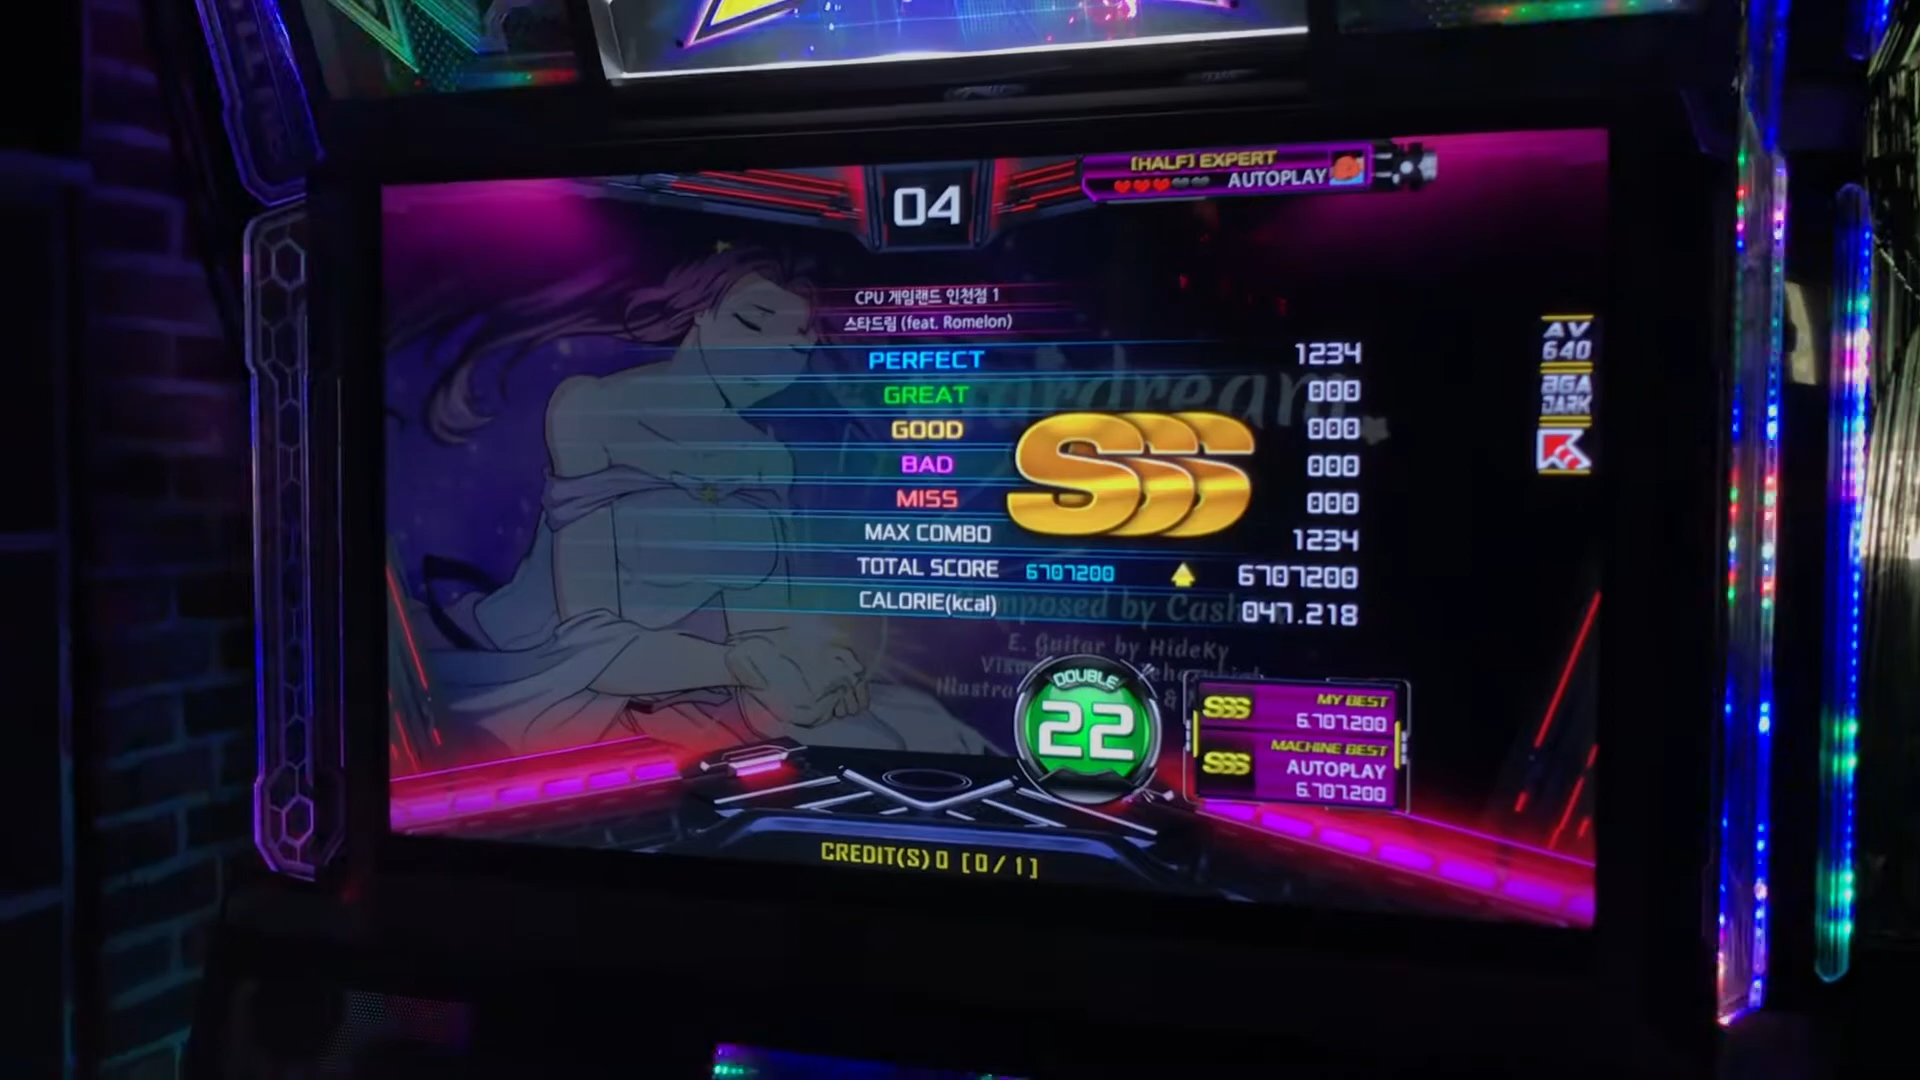 [HALF] EXPERT
AUTOPLAY
04
CPU 게임랜드 인천점 1
스타드림 (feat. Romelon)
PERFECT 1234
GREAT 000
GOOD 000
BAD 000
MISS 000
SSS
MAX COMBO 1234
TOTAL SCORE 6707200 6707200
CALORIE(kcal) 047.218
AV
640
BGA
DARK
E. Guitar by HideKy
DOUBLE
22
SSS MY BEST
6.707.200
SSS MACHINE BEST
AUTOPLAY
6.707.200
CREDIT(S) 0 [0/1]